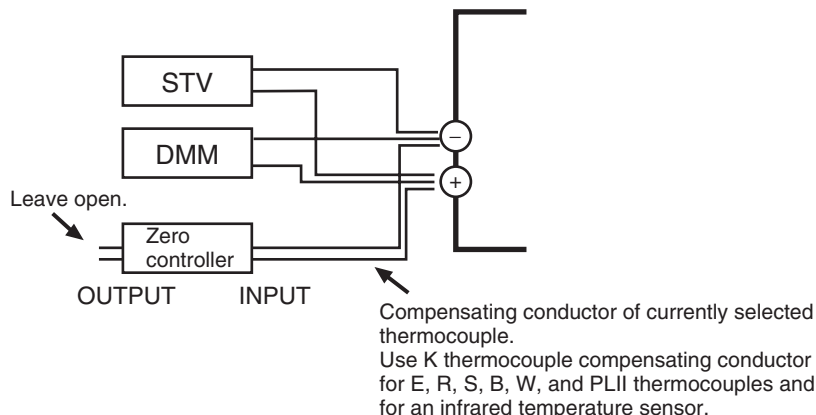 STV
−
DMM
+
Leave open.
Zero
controller
OUTPUT
INPUT
Compensating conductor of currently selected
thermocouple.
Use K thermocouple compensating conductor
for E, R, S, B, W, and PLII thermocouples and
for an infrared temperature sensor.